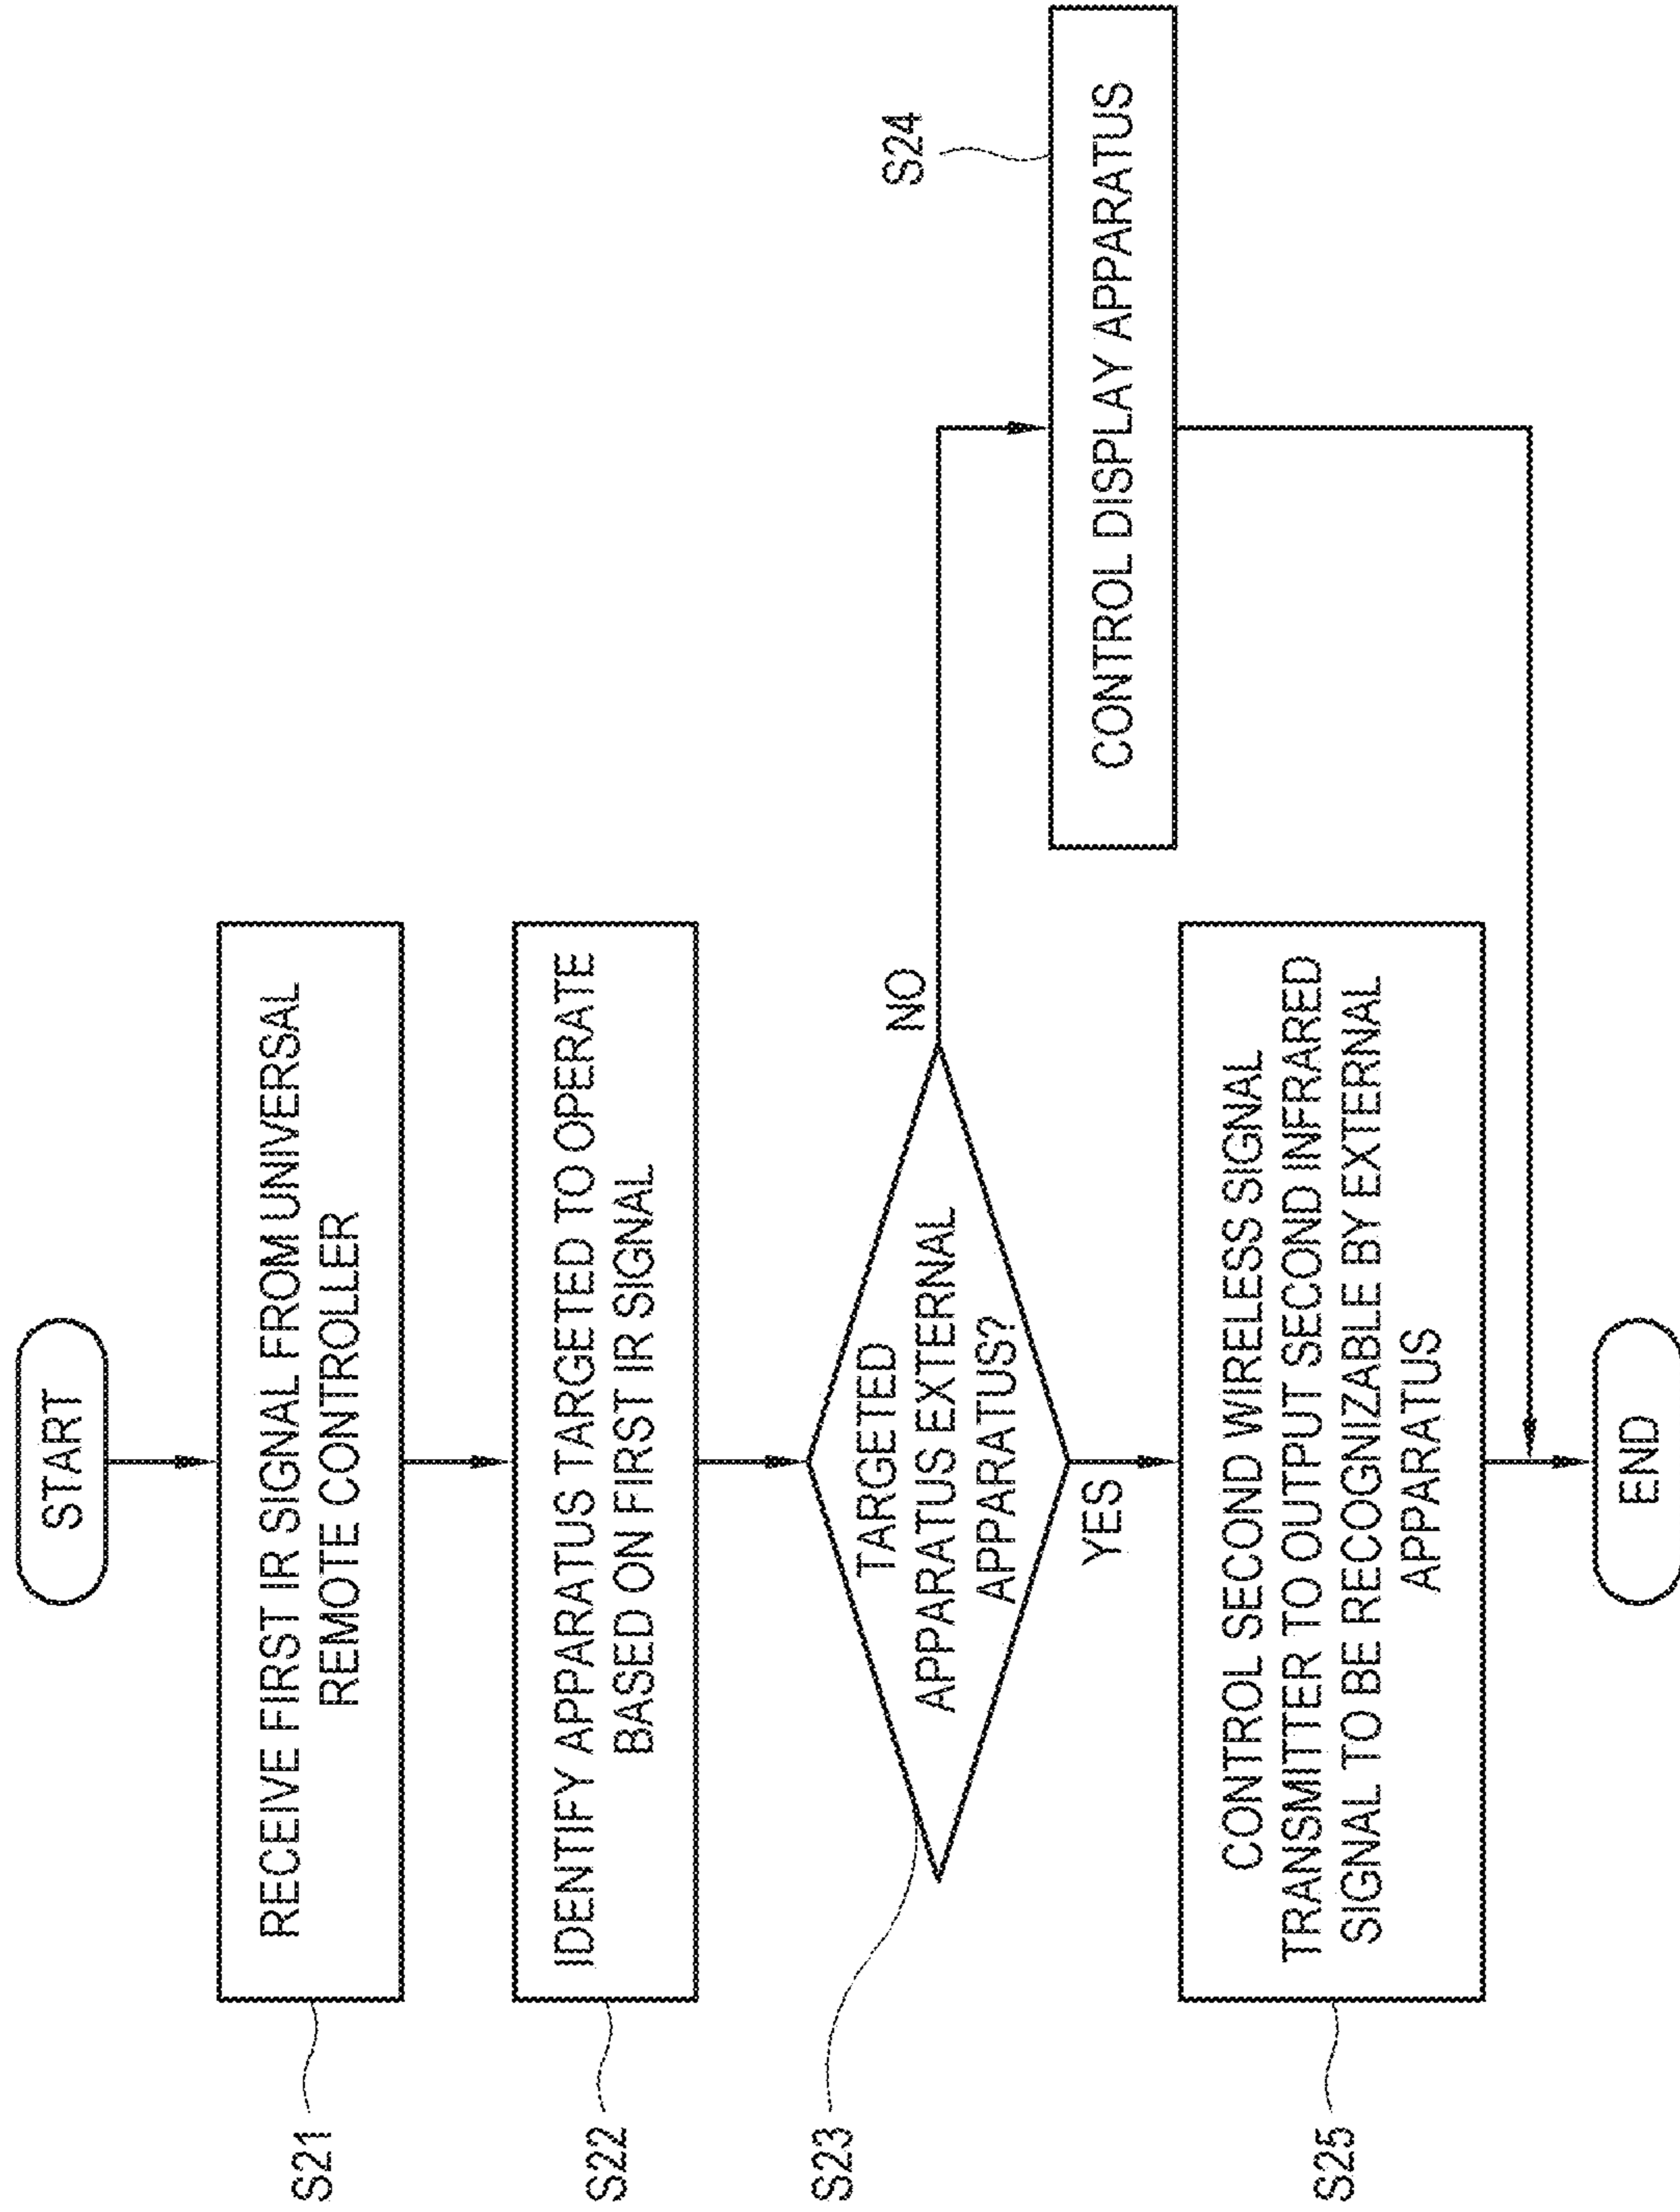 START
S21
RECEIVE FIRST IR SIGNAL FROM UNIVERSAL
REMOTE CONTROLLER
S22
IDENTIFY APPARATUS TARGETED TO OPERATE
BASED ON FIRST IR SIGNAL
S23
TARGETED
APPARATUS EXTERNAL
APPARATUS?
NO
S24
CONTROL DISPLAY APPARATUS
YES
S25
CONTROL SECOND WIRELESS SIGNAL
TRANSMITTER TO OUTPUT SECOND INFRARED
SIGNAL TO BE RECOGNIZABLE BY EXTERNAL
APPARATUS
END